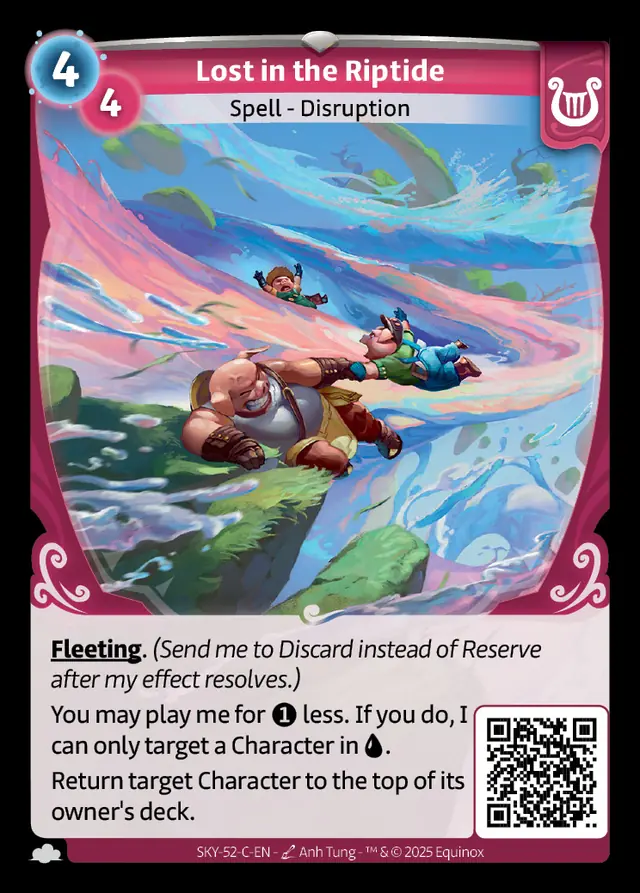 4
Lost in the Riptide
4
Spell - Disruption
Fleeting. (Send me to Discard instead of Reserve
after my effect resolves.)
You may play me for 1 less. If you do, I
can only target a Character in .
Return target Character to the top of its
owner's deck.
SKY-52-C-EN - Anh Tung - ™ & © 2025 Equinox